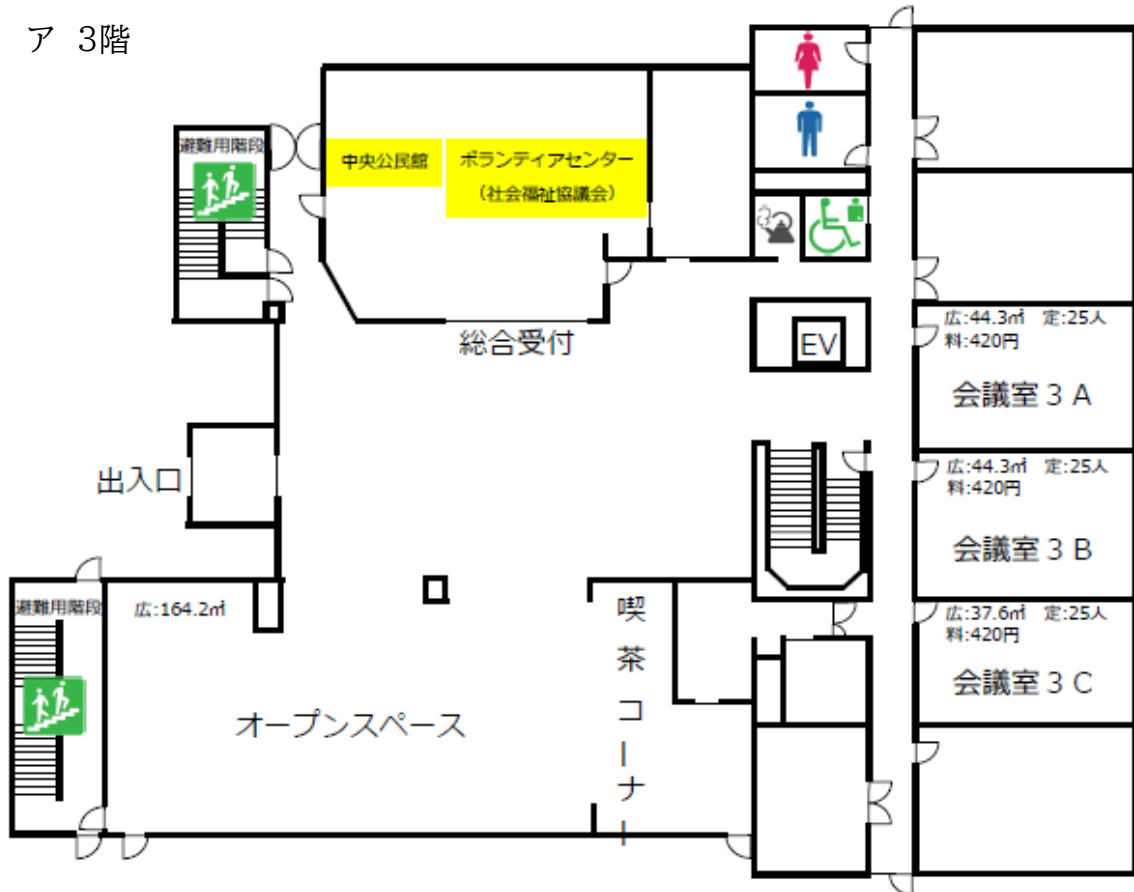 ア 3階
避難用階段
中央公民館
ボランティアセンター
（社会福祉協議会）
総合受付
EV
広:44.3㎡ 定:25人
料:420円
会議室３Ａ
出入口
広:44.3㎡ 定:25人
料:420円
会議室３Ｂ
避難用階段
広:164.2㎡
喫茶コーナー
広:37.6㎡ 定:25人
料:420円
会議室３Ｃ
オープンスペース